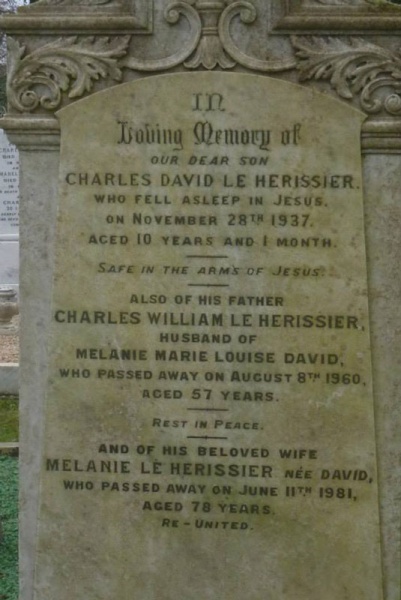 IN
Loving Memory of
OUR DEAR SON
CHARLES DAVID LE HERISSIER.
WHO FELL ASLEEP IN JESUS.
ON NOVEMBER 28TH 1937.
AGED 10 YEARS AND 1 MONTH.
SAFE IN THE ARMS OF JESUS.
ALSO OF HIS FATHER
CHARLES WILLIAM LE HERISSIER,
HUSBAND OF
MELANIE MARIE LOUISE DAVID,
WHO PASSED AWAY ON AUGUST 8TH 1960,
AGED 57 YEARS.
REST IN PEACE.
AND OF HIS BELOVED WIFE
MELANIE LE HERISSIER NÉE DAVID,
WHO PASSED AWAY ON JUNE 11TH 1981,
AGED 78 YEARS.
RE-UNITED.